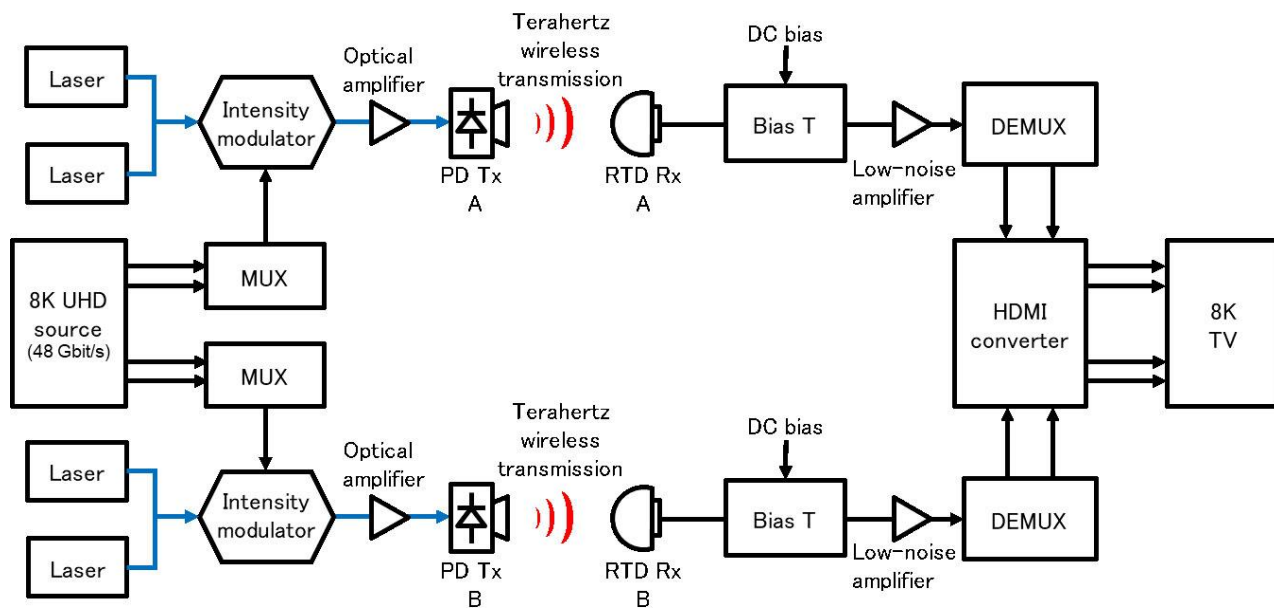 Laser
Laser
Intensity
modulator
Optical
amplifier
Terahertz
wireless
transmission
PD Tx
A
RTD Rx
A
DC bias
Bias T
Low-noise
amplifier
DEMUX
8K UHD
source
(48 Gbit/s)
MUX
MUX
HDMI
converter
8K
TV
Laser
Laser
Intensity
modulator
Optical
amplifier
Terahertz
wireless
transmission
PD Tx
B
RTD Rx
B
DC bias
Bias T
Low-noise
amplifier
DEMUX